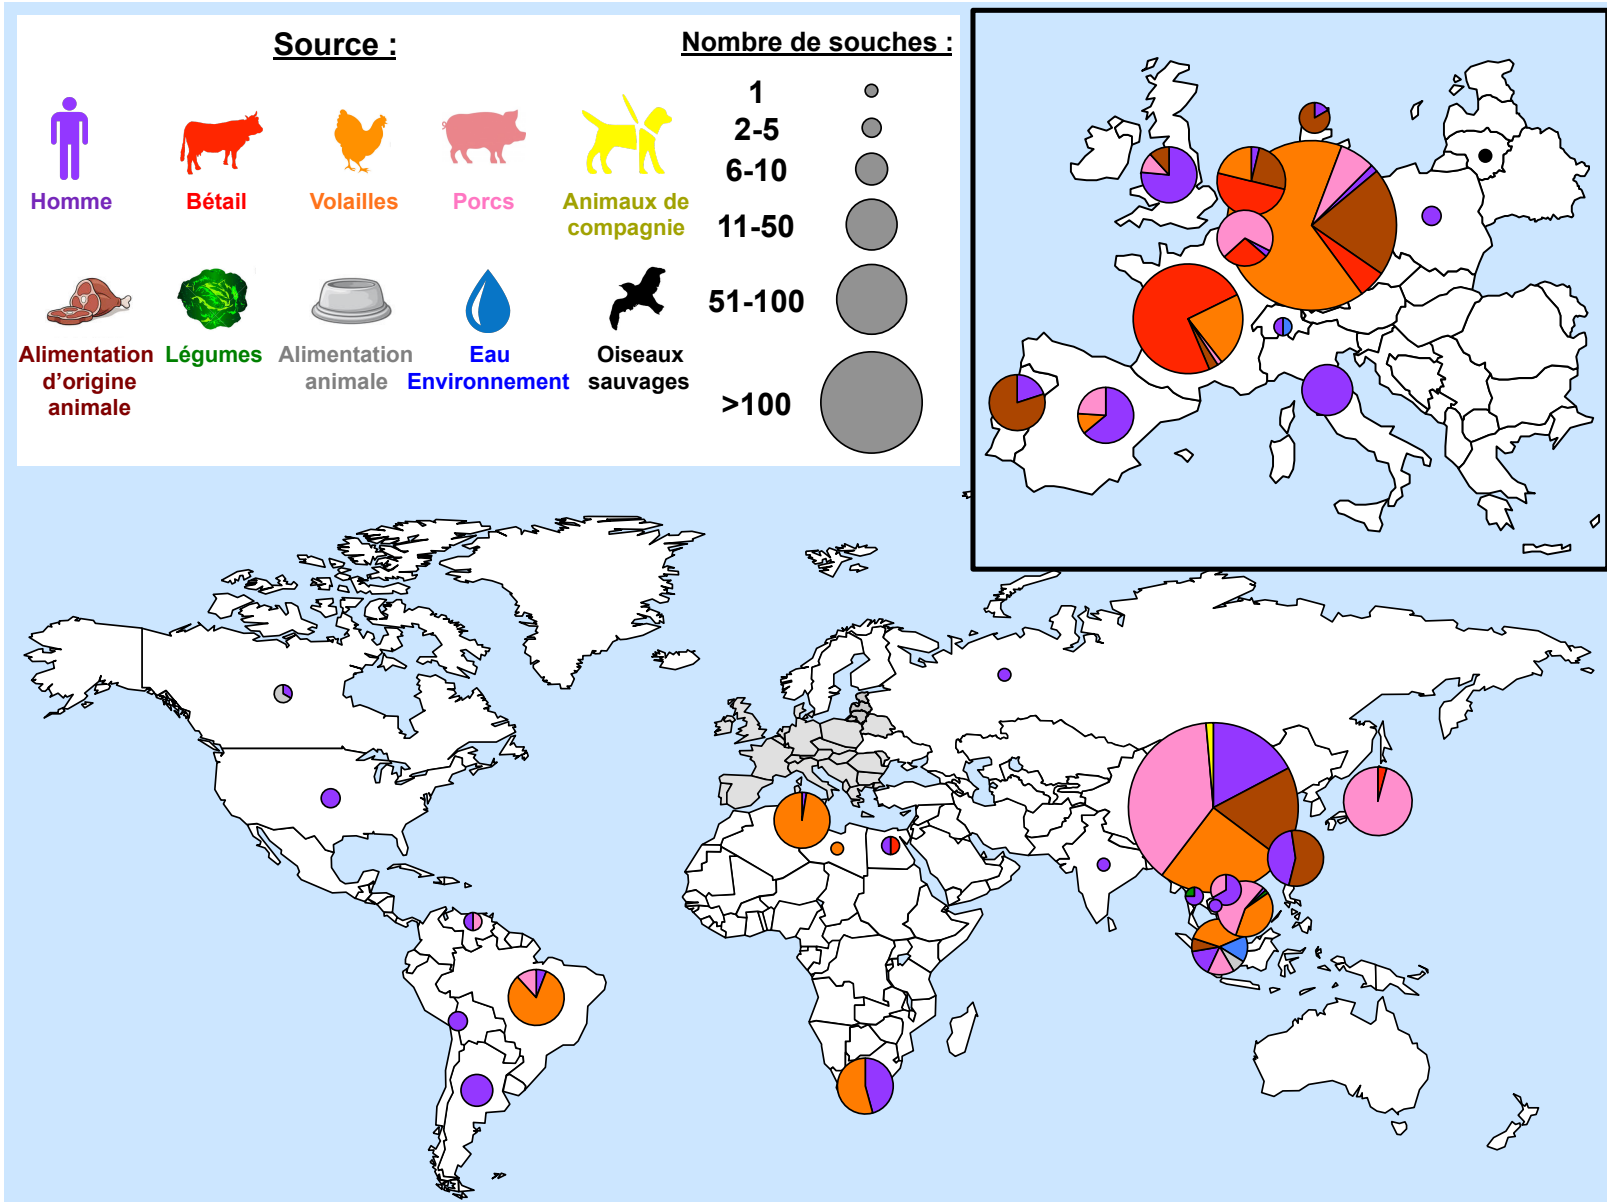 Source :
Nombre de souches :
Homme
Bétail
Volailles
Porcs
Animaux de
compagnie
Alimentation
d'origine
animale
Légumes
Alimentation
animale
Eau
Environnement
Oiseaux
sauvages
1
2-5
6-10
11-50
51-100
>100